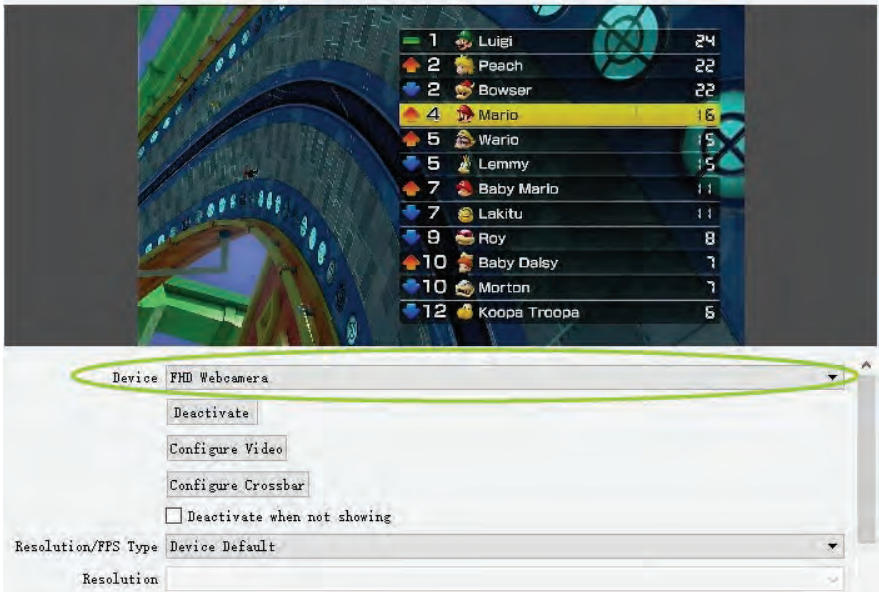 1 Luigi 24
2 Peach 22
2 Bowser 22
4 Mario 16
5 Wario 15
5 Lemmy 15
7 Baby Mario 11
7 Lakitu 11
9 Roy 8
10 Baby Daisy 7
10 Morton 7
12 Koopa Troopa 6
Device FHD Webcamera
Deactivate
Configure Video
Configure Crossbar
Deactivate when not showing
Resolution/FPS Type Device Default
Resolution